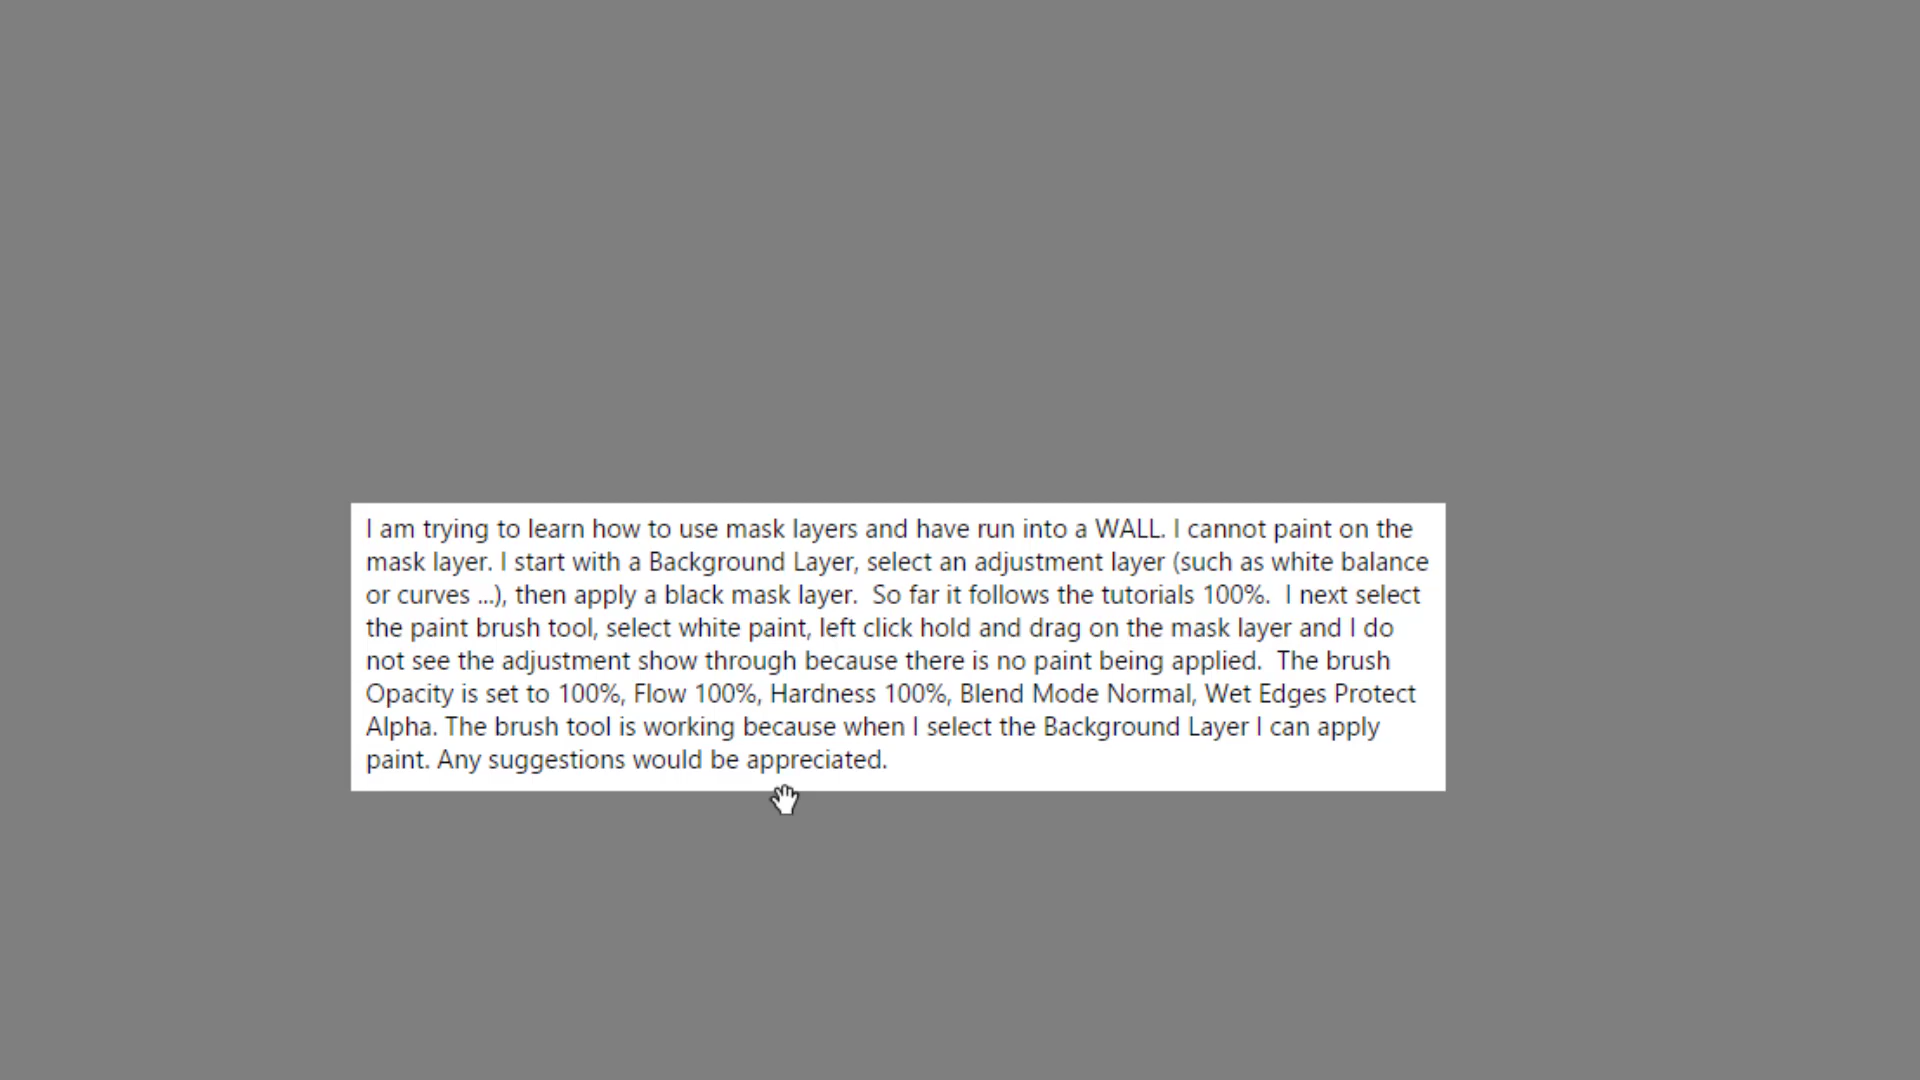 I am trying to learn how to use mask layers and have run into a WALL. I cannot paint on the
mask layer. I start with a Background Layer, select an adjustment layer (such as white balance
or curves ...), then apply a black mask layer.  So far it follows the tutorials 100%.  I next select
the paint brush tool, select white paint, left click hold and drag on the mask layer and I do
not see the adjustment show through because there is no paint being applied.  The brush
Opacity is set to 100%, Flow 100%, Hardness 100%, Blend Mode Normal, Wet Edges Protect
Alpha. The brush tool is working because when I select the Background Layer I can apply
paint. Any suggestions would be appreciated.